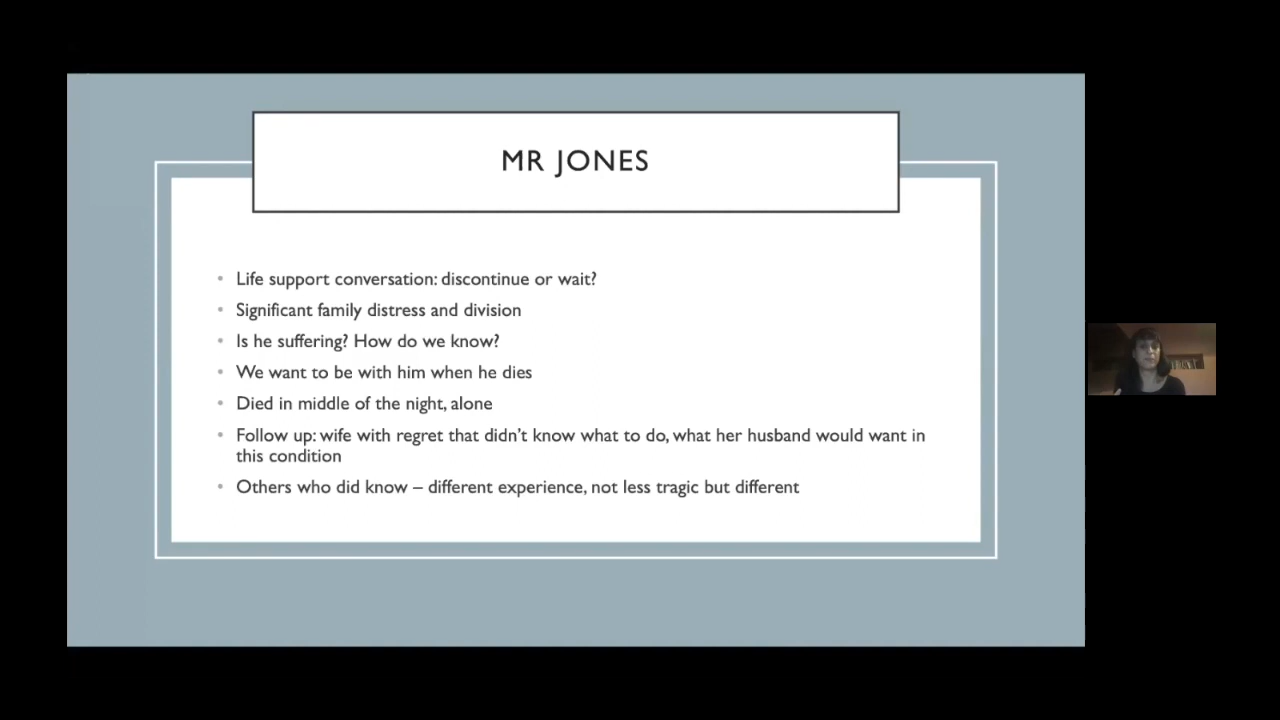 MR JONES
• Life support conversation: discontinue or wait?
• Significant family distress and division
• Is he suffering? How do we know?
• We want to be with him when he dies
• Died in middle of the night, alone
• Follow up: wife with regret that didn't know what to do, what her husband would want in
this condition
• Others who did know – different experience, not less tragic but different